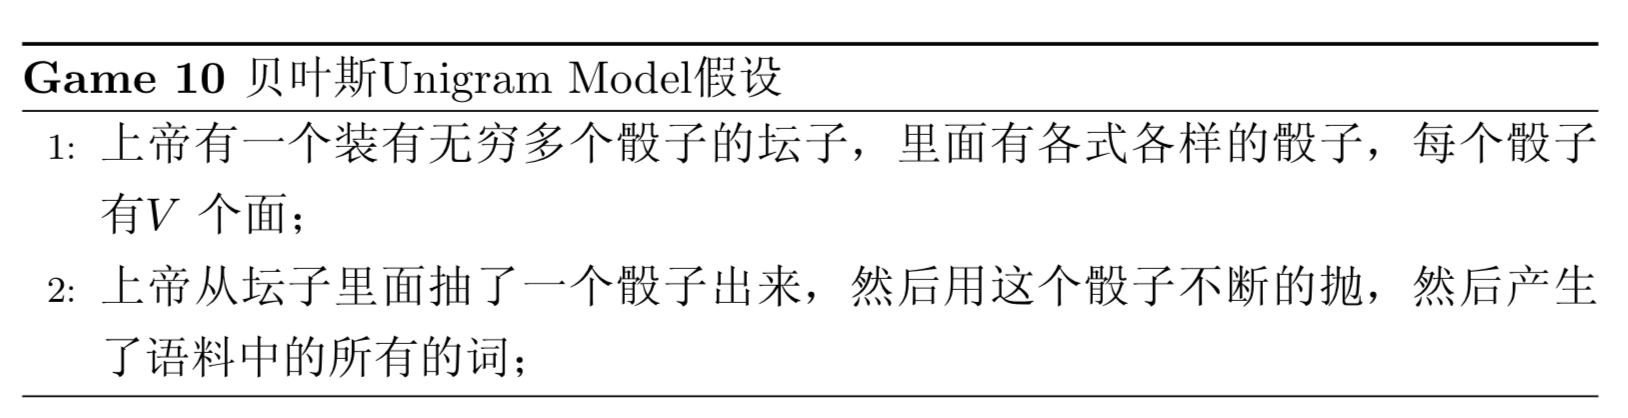 Game 10 贝叶斯Unigram Model假设
1: 上帝有一个装有无穷多个骰子的坛子，里面有各式各样的骰子，每个骰子
有V 个面；
2: 上帝从坛子里面抽了一个骰子出来，然后用这个骰子不断的抛，然后产生
了语料中的所有的词；